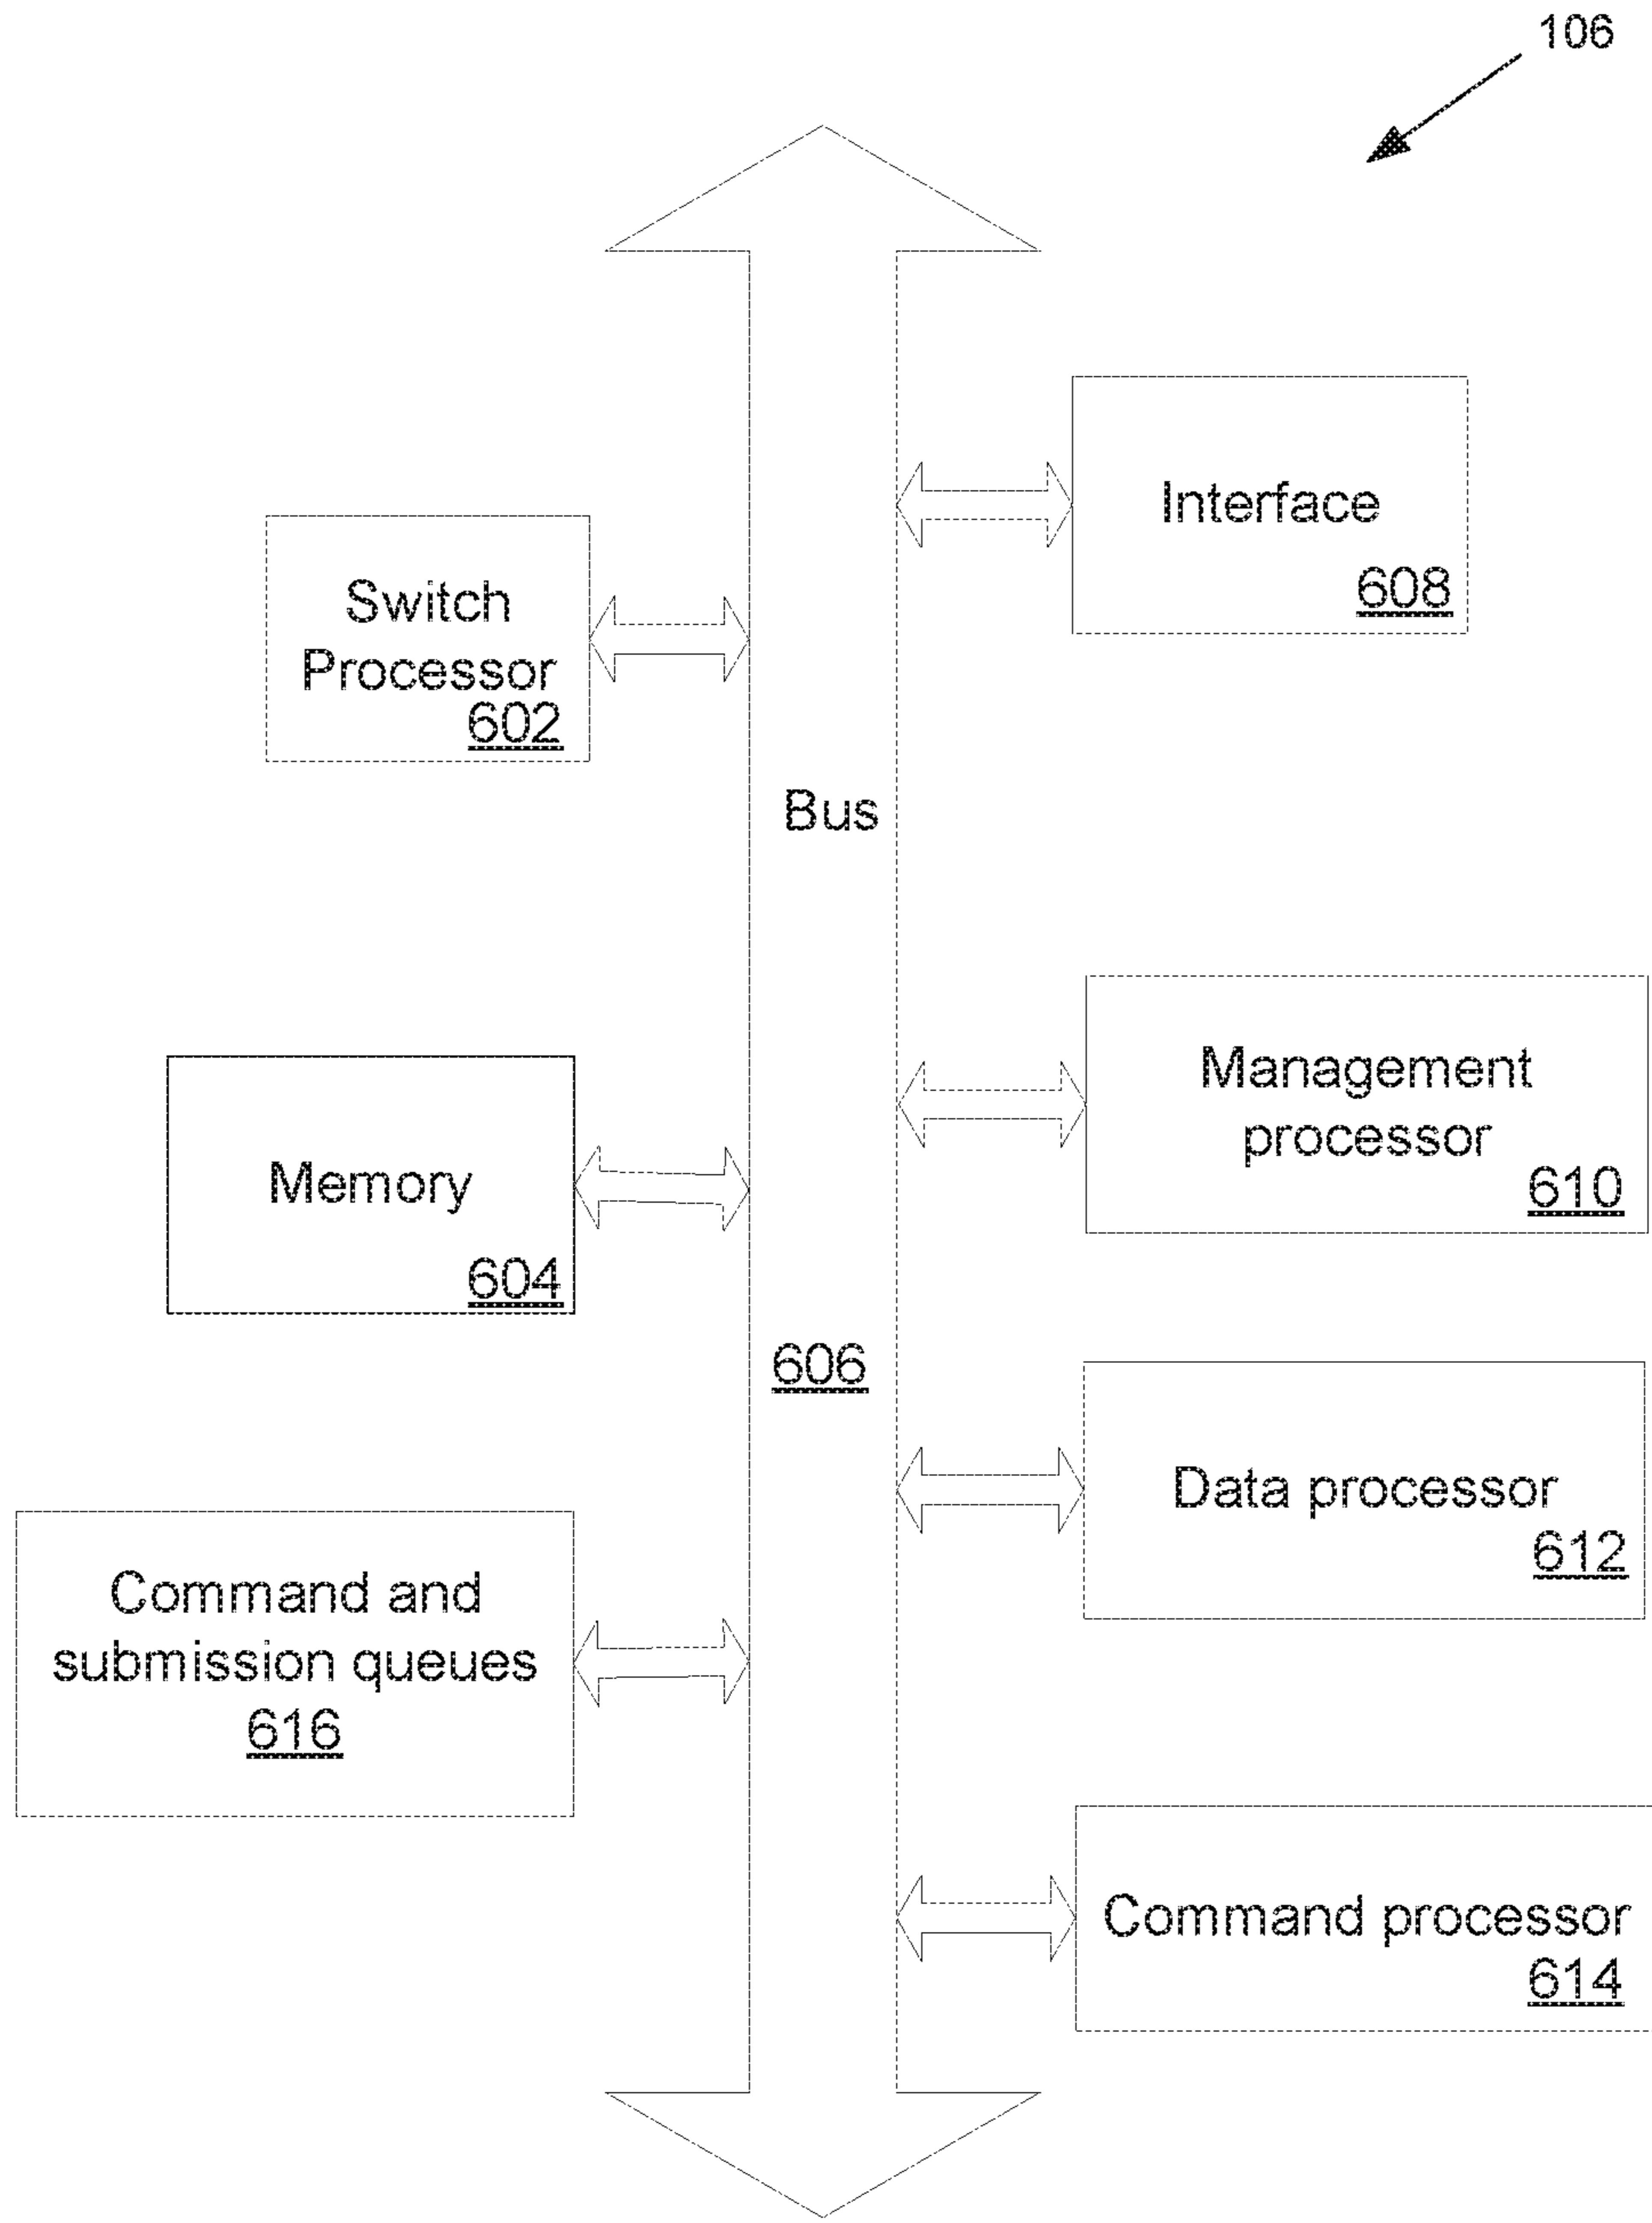 106
Interface
608
Switch
Processor
602
Bus
Management
processor
610
Memory
604
606
Data processor
612
Command and
submission queues
616
Command processor
614